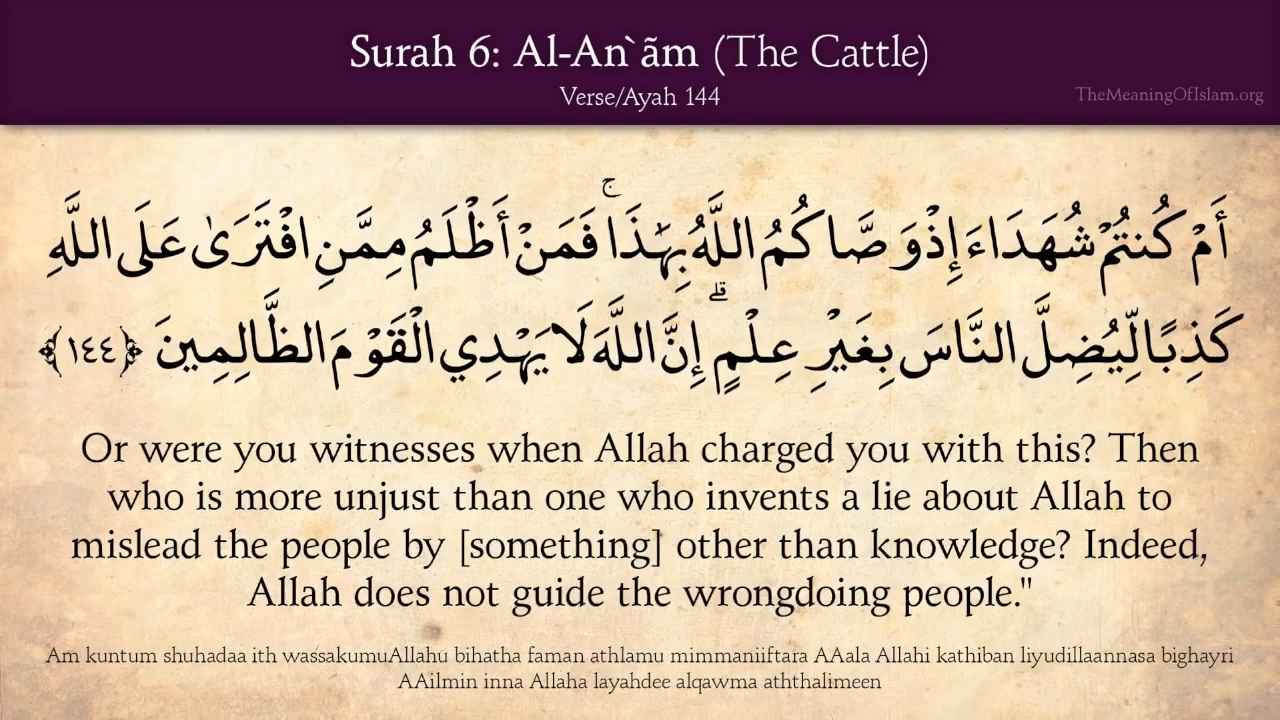 Surah 6: Al-An`ãm (The Cattle)
Verse/Ayah 144
TheMeaningOfIslam.org
أَمْ كُنتُمْ شُهَدَاءَ إِذْ وَصَّاكُمُ اللَّهُ بِهَٰذَا ۚ فَمَنْ أَظْلَمُ مِمَّنِ افْتَرَىٰ عَلَى اللَّهِ
كَذِبًا لِّيُضِلَّ النَّاسَ بِغَيْرِ عِلْمٍ ۗ إِنَّ اللَّهَ لَا يَهْدِي الْقَوْمَ الظَّالِمِينَ ﴿١٤٤﴾
Or were you witnesses when Allah charged you with this? Then
who is more unjust than one who invents a lie about Allah to
mislead the people by [something] other than knowledge? Indeed,
Allah does not guide the wrongdoing people."
Am kuntum shuhadaa ith wassakumuAllahu bihatha faman athlamu mimmaniiftara AAala Allahi kathiban liyudillaannasa bighayri
AAilmin inna Allaha layahdee alqawma aththalimeen